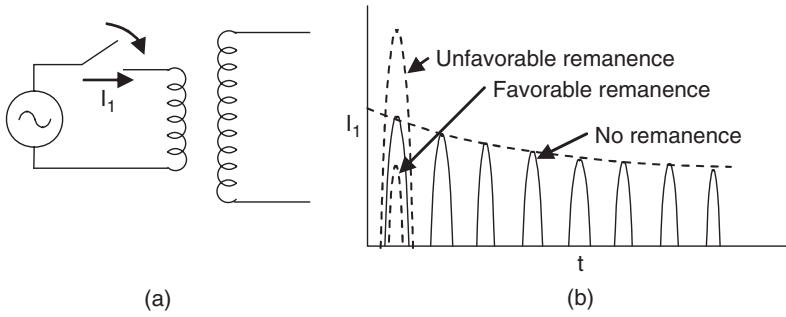 I1
(a)
Unfavorable remanence
Favorable remanence
I1
No remanence
t
(b)